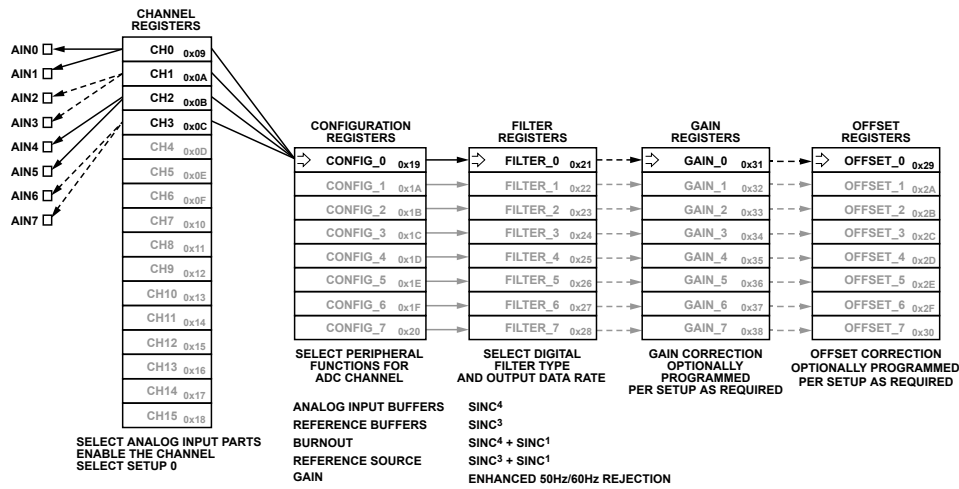 CHANNEL
REGISTERS
AIN0
AIN1
AIN2
AIN3
AIN4
AIN5
AIN6
AIN7
CH0 0x09
CH1 0x0A
CH2 0x0B
CH3 0x0C
CH4 0x0D
CH5 0x0E
CH6 0x0F
CH7 0x10
CH8 0x11
CH9 0x12
CH10 0x13
CH11 0x14
CH12 0x15
CH13 0x16
CH14 0x17
CH15 0x18
SELECT ANALOG INPUT PARTS
ENABLE THE CHANNEL
SELECT SETUP 0
CONFIGURATION
REGISTERS
CONFIG_0 0x19
CONFIG_1 0x1A
CONFIG_2 0x1B
CONFIG_3 0x1C
CONFIG_4 0x1D
CONFIG_5 0x1E
CONFIG_6 0x1F
CONFIG_7 0x20
SELECT PERIPHERAL
FUNCTIONS FOR
ADC CHANNEL
ANALOG INPUT BUFFERS
REFERENCE BUFFERS
BURNOUT
REFERENCE SOURCE
GAIN
FILTER
REGISTERS
FILTER_0 0x21
FILTER_1 0x22
FILTER_2 0x23
FILTER_3 0x24
FILTER_4 0x25
FILTER_5 0x26
FILTER_6 0x27
FILTER_7 0x28
SELECT DIGITAL
FILTER TYPE
AND OUTPUT DATA RATE
SINC⁴
SINC³
SINC⁴ + SINC¹
SINC³ + SINC¹
ENHANCED 50Hz/60Hz REJECTION
GAIN
REGISTERS
GAIN_0 0x31
GAIN_1 0x32
GAIN_2 0x33
GAIN_3 0x34
GAIN_4 0x35
GAIN_5 0x36
GAIN_6 0x37
GAIN_7 0x38
GAIN CORRECTION
OPTIONALLY
PROGRAMMED
PER SETUP AS REQUIRED
OFFSET
REGISTERS
OFFSET_0 0x29
OFFSET_1 0x2A
OFFSET_2 0x2B
OFFSET_3 0x2C
OFFSET_4 0x2D
OFFSET_5 0x2E
OFFSET_6 0x2F
OFFSET_7 0x30
OFFSET CORRECTION
OPTIONALLY PROGRAMMED
PER SETUP AS REQUIRED